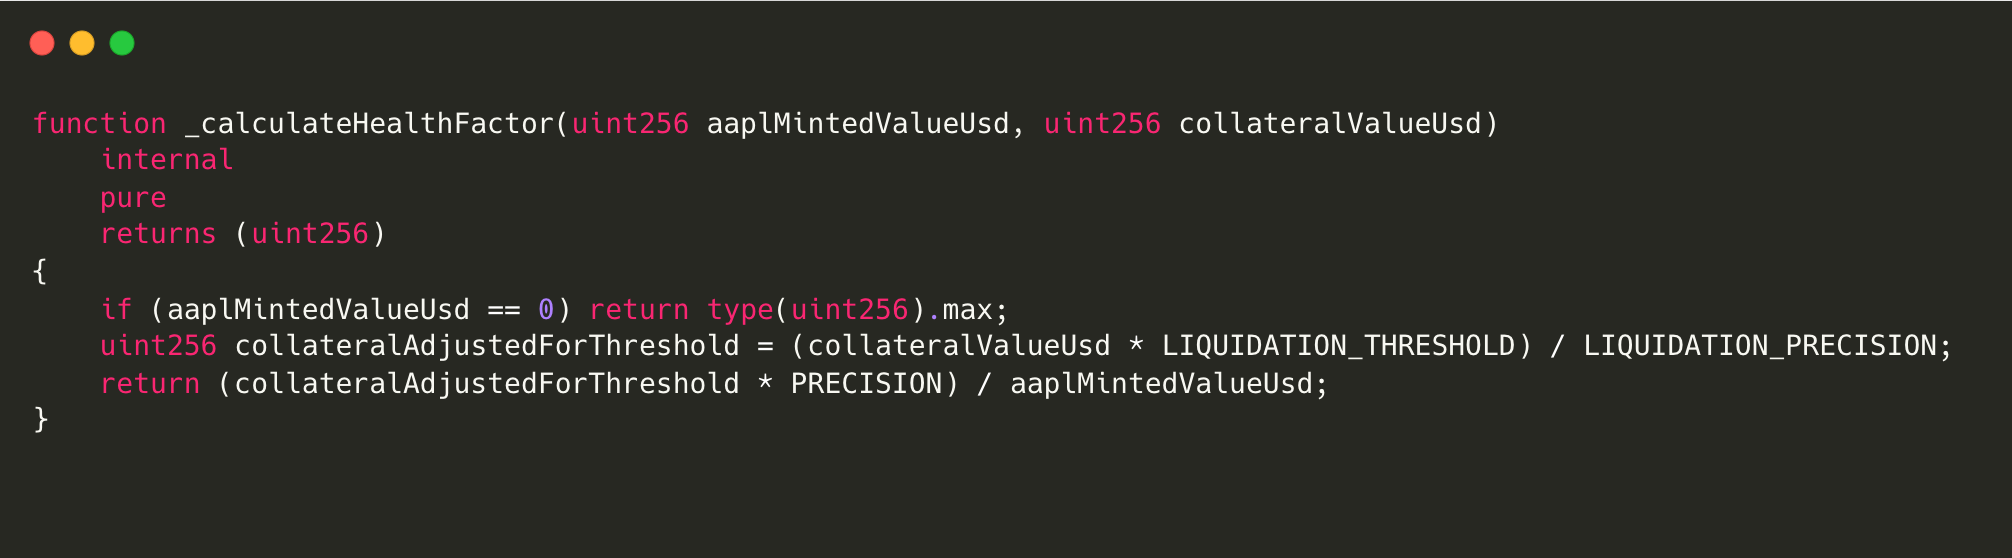 function _calculateHealthFactor(uint256 aaplMintedValueUsd, uint256 collateralValueUsd)
    internal
    pure
    returns (uint256)
{
    if (aaplMintedValueUsd == 0) return type(uint256).max;
    uint256 collateralAdjustedForThreshold = (collateralValueUsd * LIQUIDATION_THRESHOLD) / LIQUIDATION_PRECISION;
    return (collateralAdjustedForThreshold * PRECISION) / aaplMintedValueUsd;
}